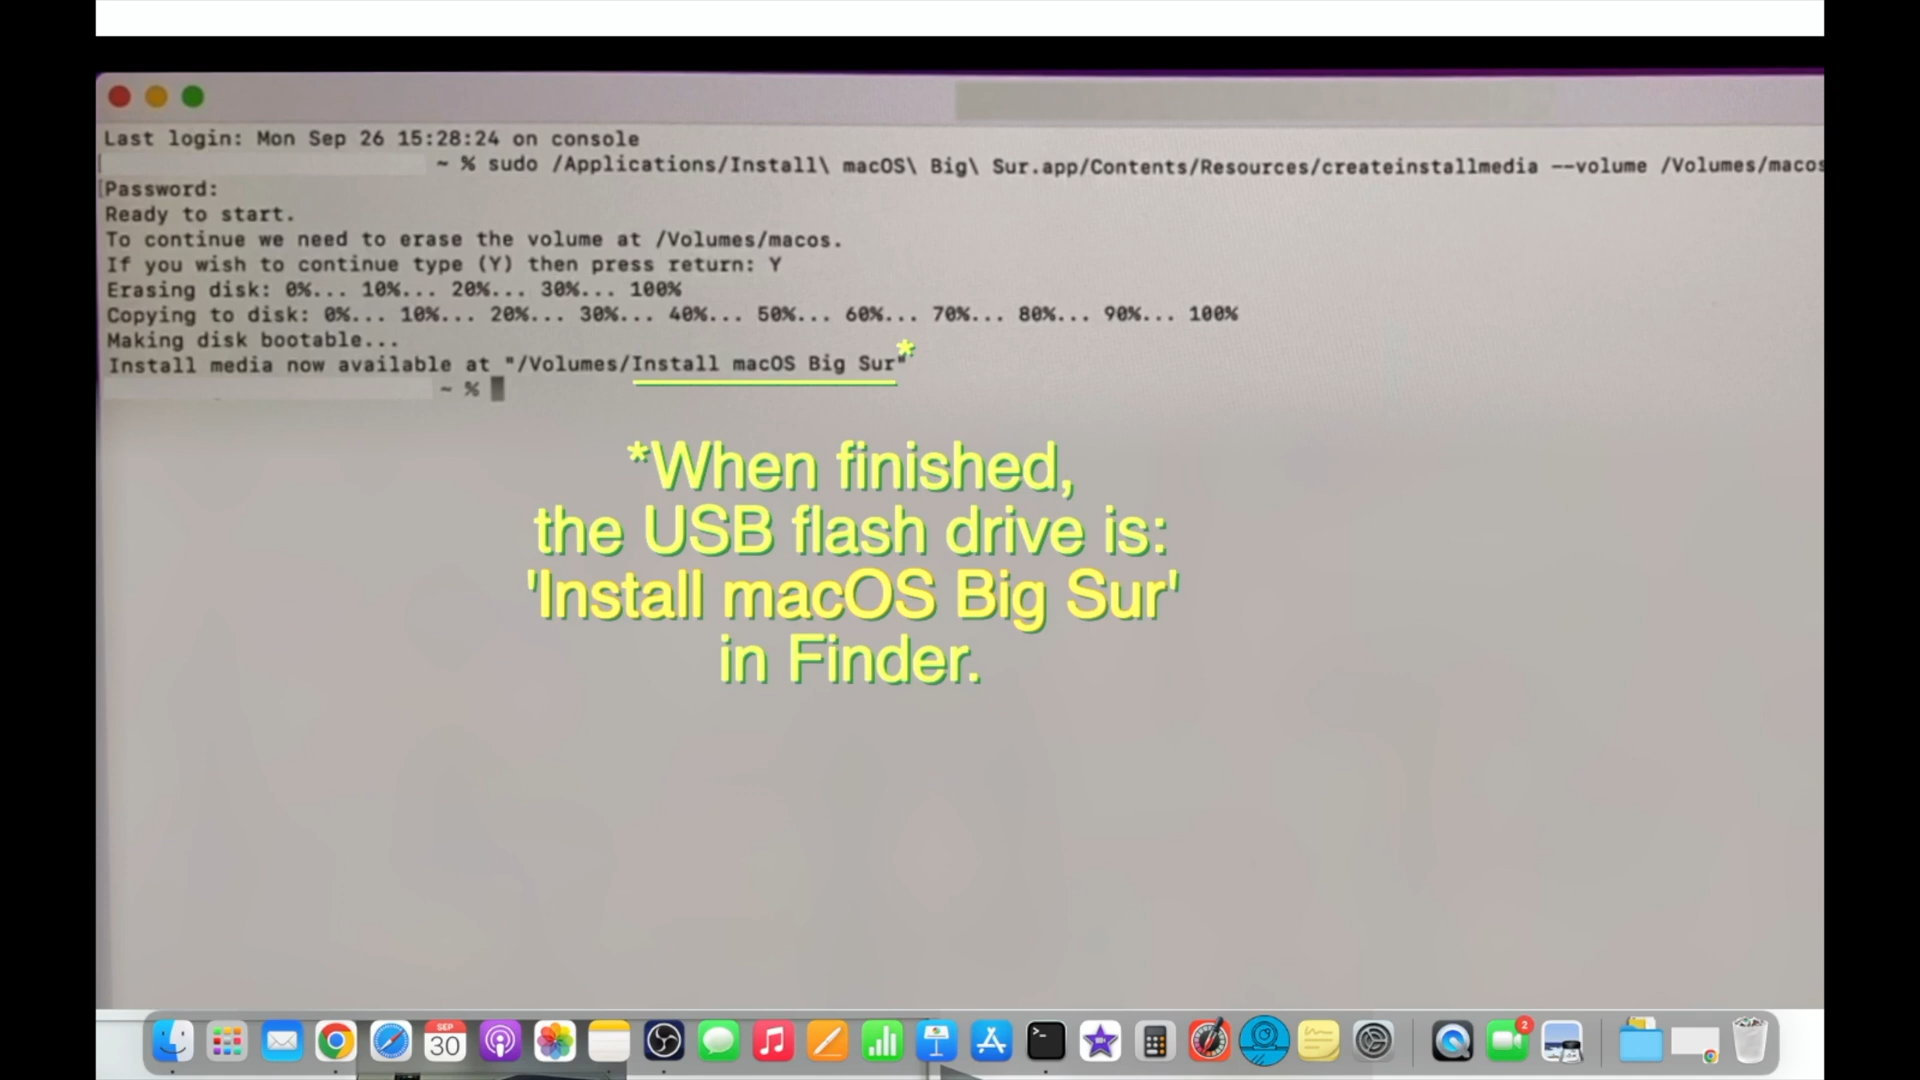 Last login: Mon Sep 26 15:28:24 on console
~ % sudo /Applications/Install\ macOS\ Big\ Sur.app/Contents/Resources/createinstallmedia --volume /Volumes/macos
Password:
Ready to start.
To continue we need to erase the volume at /Volumes/macos.
If you wish to continue type (Y) then press return: Y
Erasing disk: 0%... 10%... 20%... 30%... 100%
Copying to disk: 0%... 10%... 20%... 30%... 40%... 50%... 60%... 70%... 80%... 90%... 100%
Making disk bootable...
Install media now available at "/Volumes/Install macOS Big Sur"*
~ %
*When finished,
the USB flash drive is:
'Install macOS Big Sur'
in Finder.
SEP
30
2